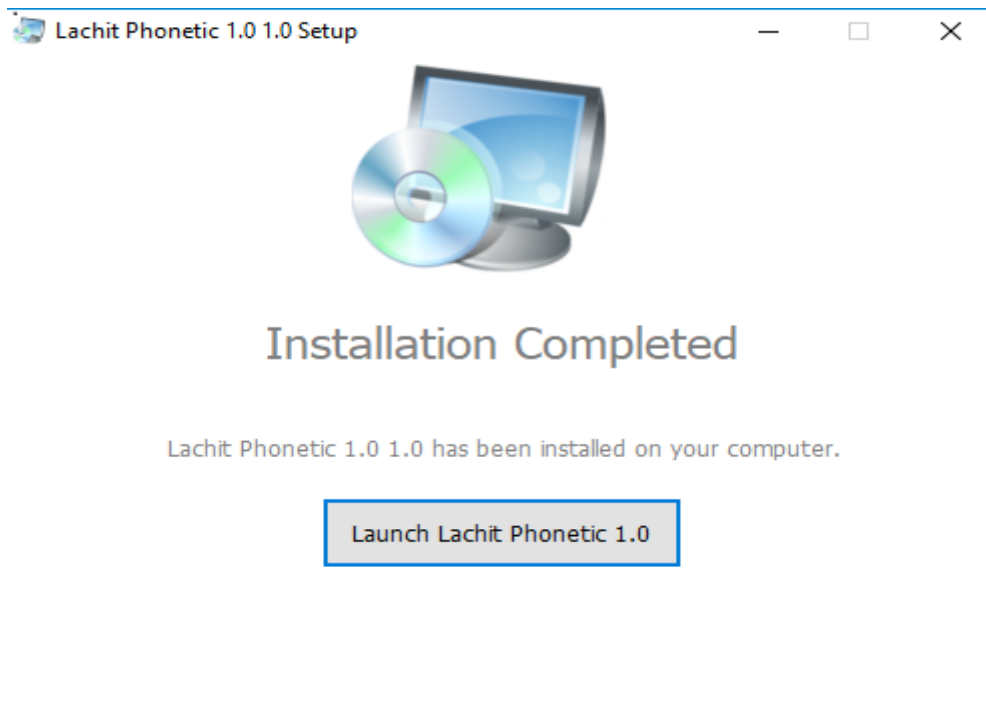 Lachit Phonetic 1.0 1.0 Setup
Installation Completed
Lachit Phonetic 1.0 1.0 has been installed on your computer.
Launch Lachit Phonetic 1.0